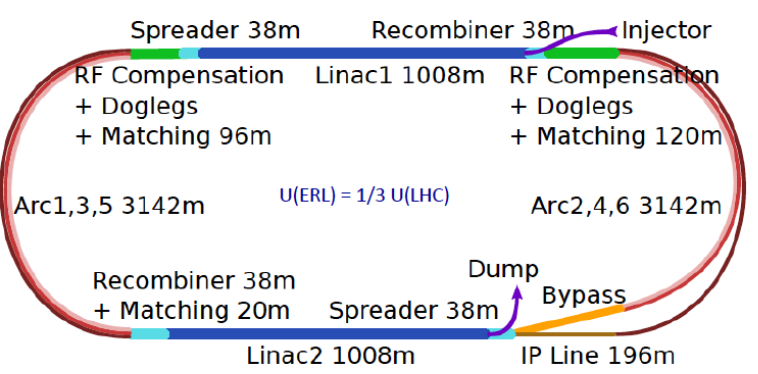 Spreader 38m
Recombiner 38m
Injector
RF Compensation
+ Doglegs
+ Matching 96m
Linac1 1008m
RF Compensation
+ Doglegs
+ Matching 120m
Arc1,3,5 3142m
U(ERL) = 1/3 U(LHC)
Arc2,4,6 3142m
Recombiner 38m
+ Matching 20m
Spreader 38m
Dump
Bypass
Linac2 1008m
IP Line 196m